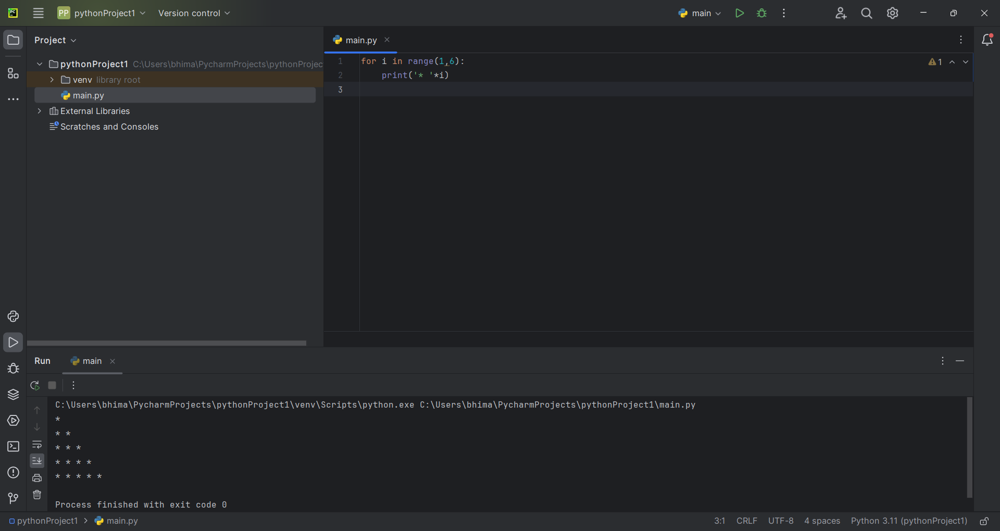 PC
PP pythonProject1 Version control main
Project
main.py
pythonProject1 C:\Users\bhima\PycharmProjects\pythonProjec
venv library root
main.py
External Libraries
Scratches and Consoles
1 for i in range(1,6):
2 print('* '*i)
3
1
Run main
C:\Users\bhima\PycharmProjects\pythonProject1\venv\Scripts\python.exe C:\Users\bhima\PycharmProjects\pythonProject1\main.py
*
* *
* * *
* * * *
* * * * *
Process finished with exit code 0
pythonProject1 > main.py 3:1 CRLF UTF-8 4 spaces Python 3.11 (pythonProject1)